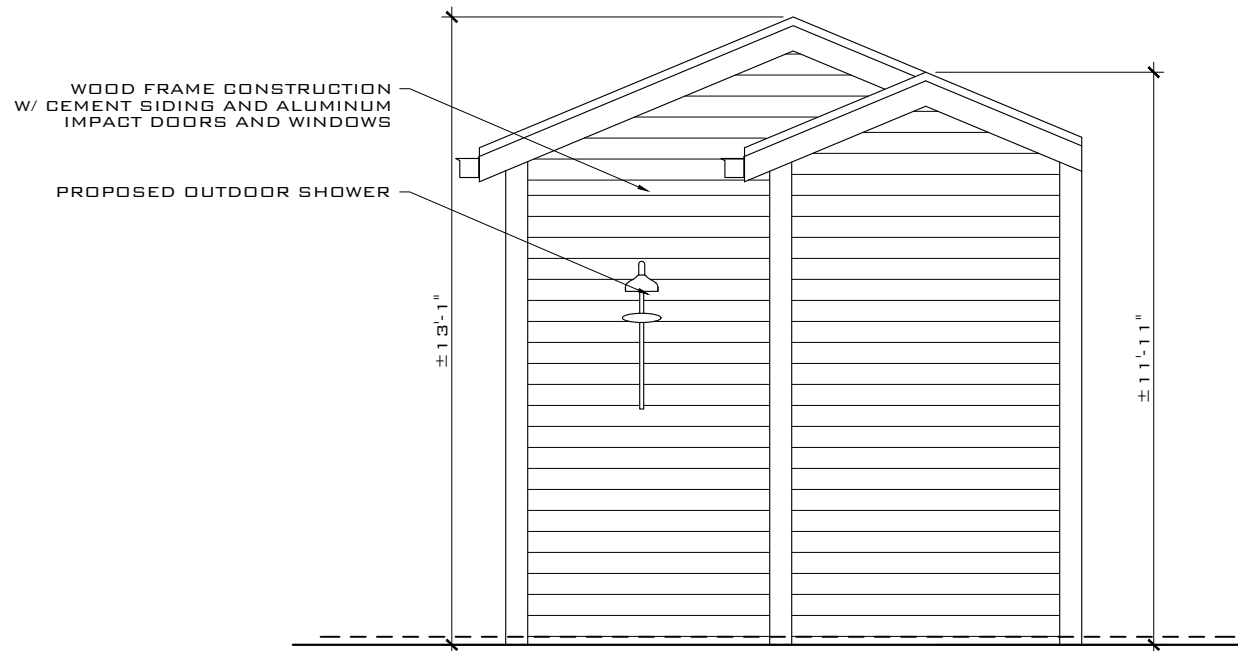 WOOD FRAME CONSTRUCTION
W/ CEMENT SIDING AND ALUMINUM
IMPACT DOORS AND WINDOWS
PROPOSED OUTDOOR SHOWER
±13'-1"
±11'-11"